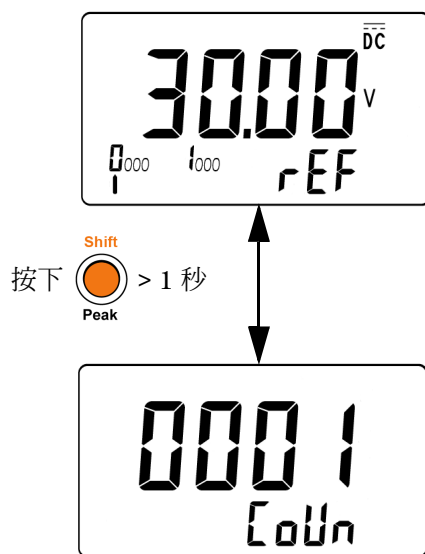 DC
30.00 V
0000 1000 rEF
Shift
按下 > 1 秒
Peak
0001
CoUn